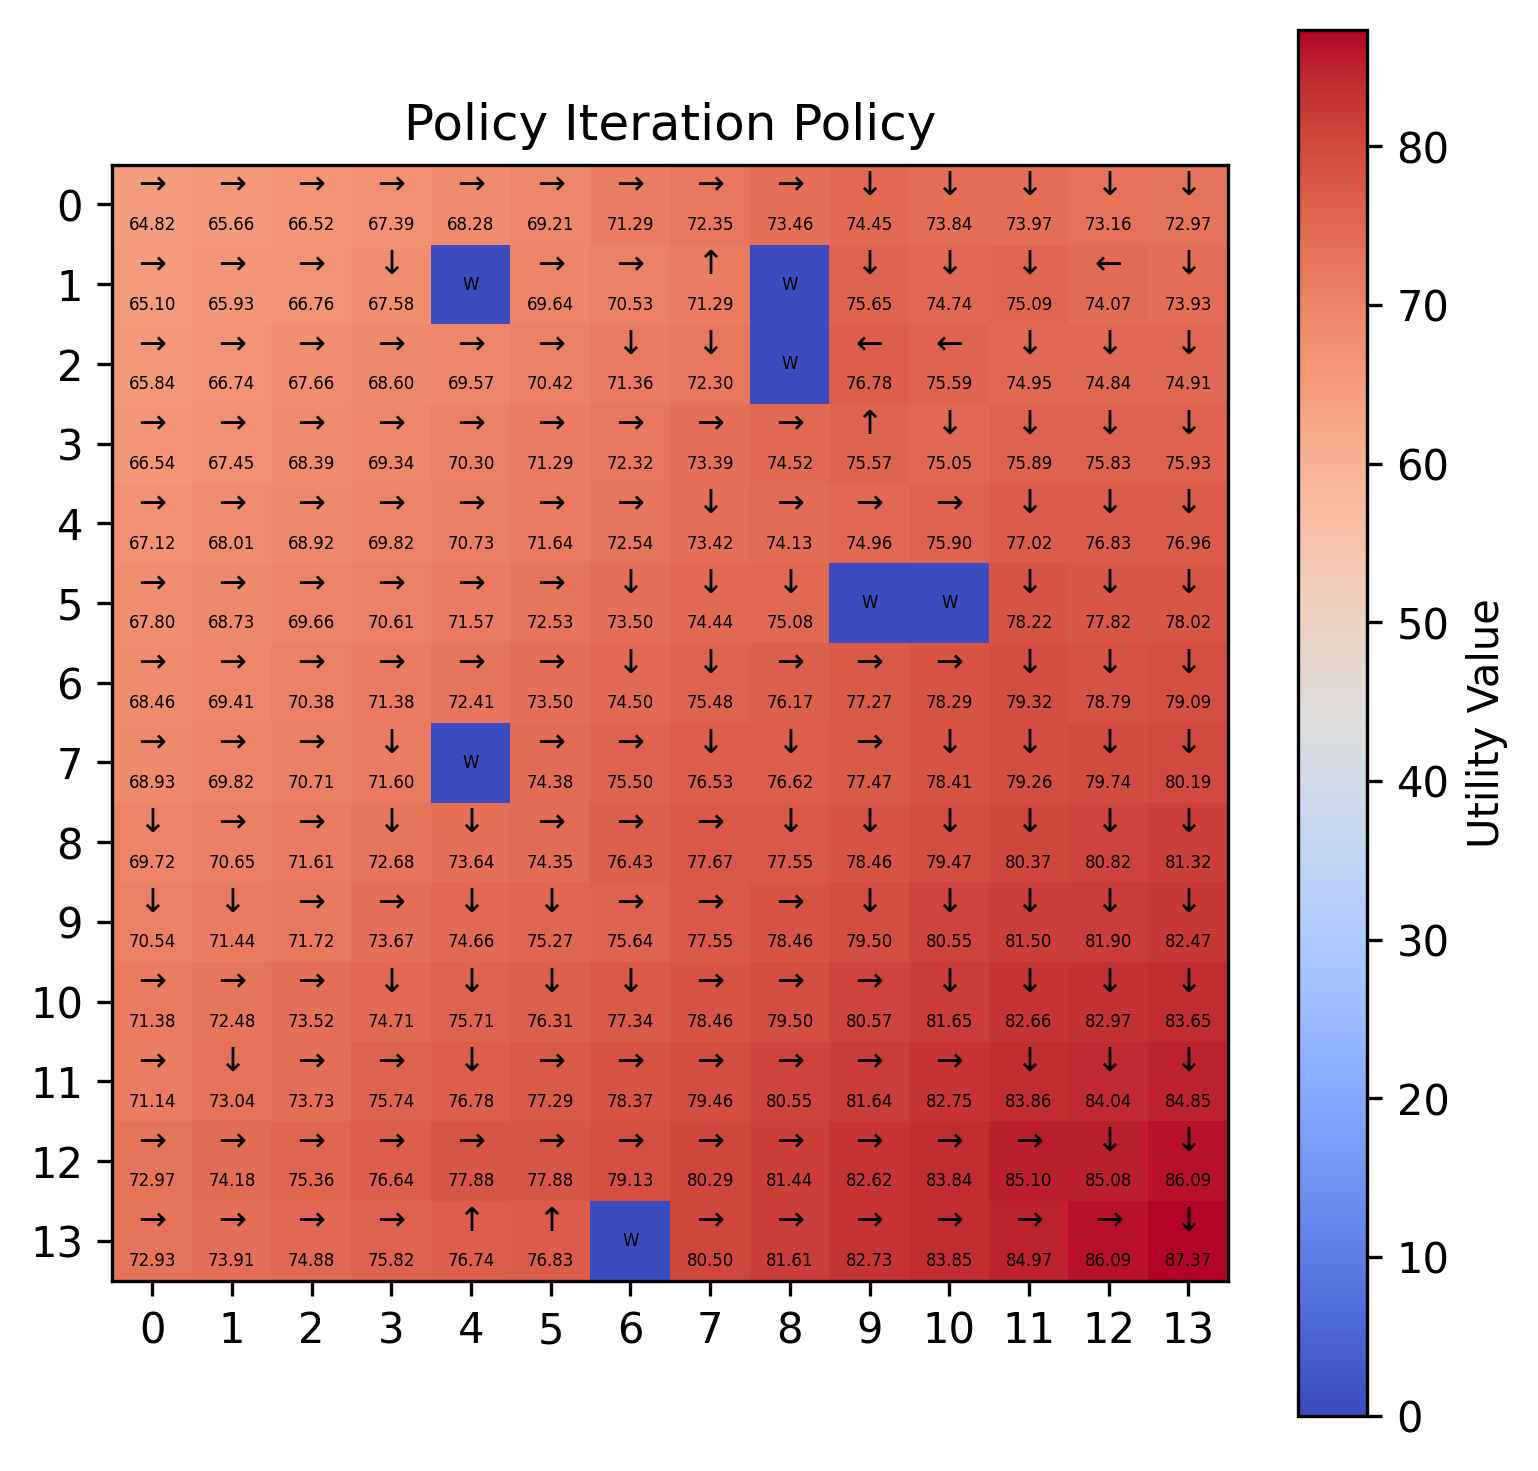 Policy Iteration Policy
0 → → → → → → → → → ↓ ↓ ↓ ↓ ↓
64.82 65.66 66.52 67.39 68.28 69.21 71.29 72.35 73.46 74.45 73.84 73.97 73.16 72.97
1 → → → ↓ W → → ↑ W ↓ ↓ ↓ ← ↓
65.10 65.93 66.76 67.58 69.64 70.53 71.29 75.65 74.74 75.09 74.07 73.93
2 → → → → → → ↓ ↓ W ← ← ↓ ↓ ↓
65.84 66.74 67.66 68.60 69.57 70.42 71.36 72.30 76.78 75.59 74.95 74.84 74.91
3 → → → → → → → → → ↑ ↓ ↓ ↓ ↓
66.54 67.45 68.39 69.34 70.30 71.29 72.32 73.39 74.52 75.57 75.05 75.89 75.83 75.93
4 → → → → → → → ↓ → → → ↓ ↓ ↓
67.12 68.01 68.92 69.82 70.73 71.64 72.54 73.42 74.13 74.96 75.90 77.02 76.83 76.96
5 → → → → → → ↓ ↓ ↓ W W ↓ ↓ ↓
67.80 68.73 69.66 70.61 71.57 72.53 73.50 74.44 75.08 78.22 77.82 78.02
6 → → → → → → ↓ ↓ → → → ↓ ↓ ↓
68.46 69.41 70.38 71.38 72.41 73.50 74.50 75.48 76.17 77.27 78.29 79.32 78.79 79.09
7 → → → ↓ W → → ↓ ↓ → ↓ ↓ ↓ ↓
68.93 69.82 70.71 71.60 74.38 75.50 76.53 76.62 77.47 78.41 79.26 79.74 80.19
8 ↓ → → ↓ ↓ → → → ↓ ↓ ↓ ↓ ↓ ↓
69.72 70.65 71.61 72.68 73.64 74.35 76.43 77.67 77.55 78.46 79.47 80.37 80.82 81.32
9 ↓ ↓ → → ↓ ↓ → → → ↓ ↓ ↓ ↓ ↓
70.54 71.44 71.72 73.67 74.66 75.27 75.64 77.55 78.46 79.50 80.55 81.50 81.90 82.47
10 → → → ↓ ↓ ↓ ↓ → → → ↓ ↓ ↓ ↓
71.38 72.48 73.52 74.71 75.71 76.31 77.34 78.46 79.50 80.57 81.65 82.66 82.97 83.65
11 → ↓ → → ↓ → → → → → → ↓ ↓ ↓
71.14 73.04 73.73 75.74 76.78 77.29 78.37 79.46 80.55 81.64 82.75 83.86 84.04 84.85
12 → → → → → → → → → → → → ↓ ↓
72.97 74.18 75.36 76.64 77.88 77.88 79.13 80.29 81.44 82.62 83.84 85.10 85.08 86.09
13 → → → → ↑ ↑ W → → → → → → ↓
72.93 73.91 74.88 75.82 76.74 76.83 80.50 81.61 82.73 83.85 84.97 86.09 87.37
0 1 2 3 4 5 6 7 8 9 10 11 12 13
80
70
60
50
40
30
20
10
0
Utility Value